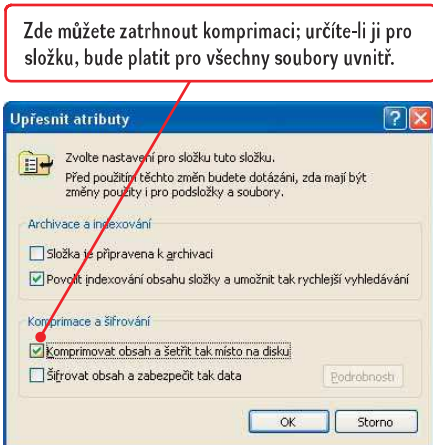 Zde můžete zatrhnout komprimaci; určíte-li ji pro
složku, bude platit pro všechny soubory uvnitř.
Upřesnit atributy
Zvolte nastavení pro složku tuto složku.
Před použitím těchto změn budete dotázáni, zda mají být
změny použity i pro podsložky a soubory.
Archivace a indexování
Složka je připravena k archivaci
Povolit indexování obsahu složky a umožnit tak rychlejší vyhledávání
Komprimace a šifrování
Komprimovat obsah a šetřit tak místo na disku
Šifrovat obsah a zabezpečit tak data
Podrobnosti
OK
Storno